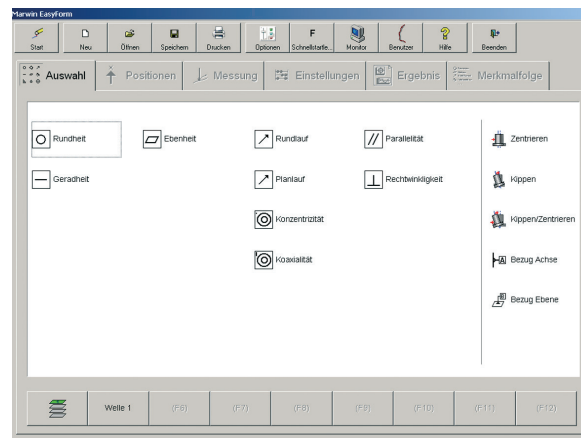 Marwin EasyForm
Start Neu Öffnen Speichern Drucken Optionen F Schnellstartle... Monitor Benutzer Hilfe Beenden
Auswahl Positionen Messung Einstellungen Ergebnis Merkmalfolge
Rundheit Ebenheit Rundlauf Parallelität Zentrieren
Geradheit Planlauf Rechtwinkligkeit Kippen
Konzentrizität Kippen/Zentrieren
Koaxialität A Bezug Achse
Bezug Ebene
Welle 1 (F6) (F7) (F8) (F9) (F10) (F11) (F12)